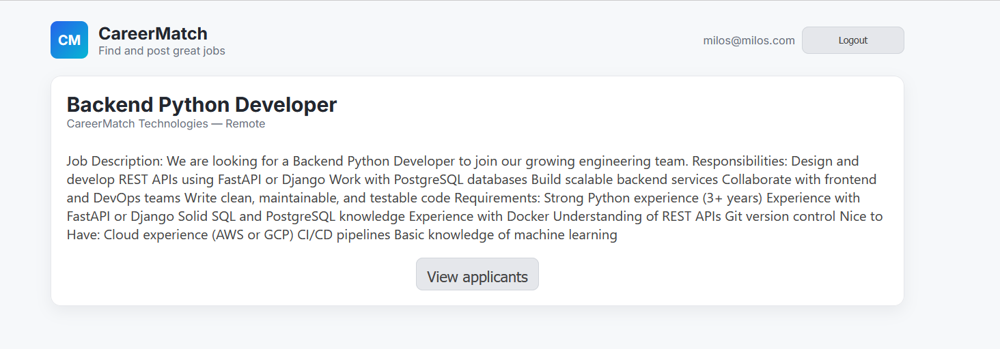 CM
CareerMatch
Find and post great jobs
milos@milos.com
Logout
Backend Python Developer
CareerMatch Technologies — Remote
Job Description: We are looking for a Backend Python Developer to join our growing engineering team. Responsibilities: Design and
develop REST APIs using FastAPI or Django Work with PostgreSQL databases Build scalable backend services Collaborate with frontend
and DevOps teams Write clean, maintainable, and testable code Requirements: Strong Python experience (3+ years) Experience with
FastAPI or Django Solid SQL and PostgreSQL knowledge Experience with Docker Understanding of REST APIs Git version control Nice to
Have: Cloud experience (AWS or GCP) CI/CD pipelines Basic knowledge of machine learning
View applicants